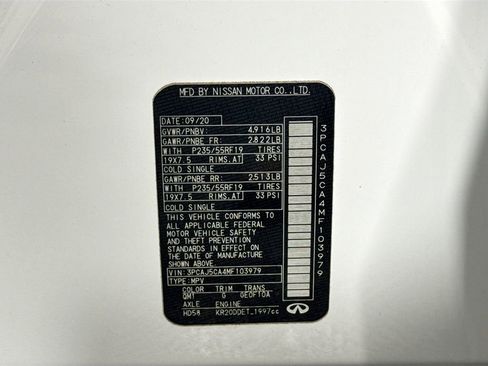 MFD BY NISSAN MOTOR CO.,LTD.
DATE:09/20
GVWR/PNBV: 4,916LB
GAWR/PNBE FR: 2,822LB
WITH P235/55RF19 TIRES
19X7.5 RIMS,AT 33 PSI
COLD SINGLE
GAWR/PNBE RR: 2,513LB
WITH P235/55RF19 TIRES
19X7.5 RIMS,AT 33 PSI
COLD SINGLE
THIS VEHICLE CONFORMS TO
ALL APPLICABLE FEDERAL
MOTOR VEHICLE SAFETY
AND THEFT PREVENTION
STANDARDS IN EFFECT ON
THE DATE OF MANUFACTURE
SHOWN ABOVE.
VIN:3PCAJ5CA4MF103979
TYPE:MPV
COLOR TRIM TRANS
QMT G GEOFTOA
AXLE ENGINE
HD58 KR20DDET_1997cc
3PCAJ5CA4MF103979